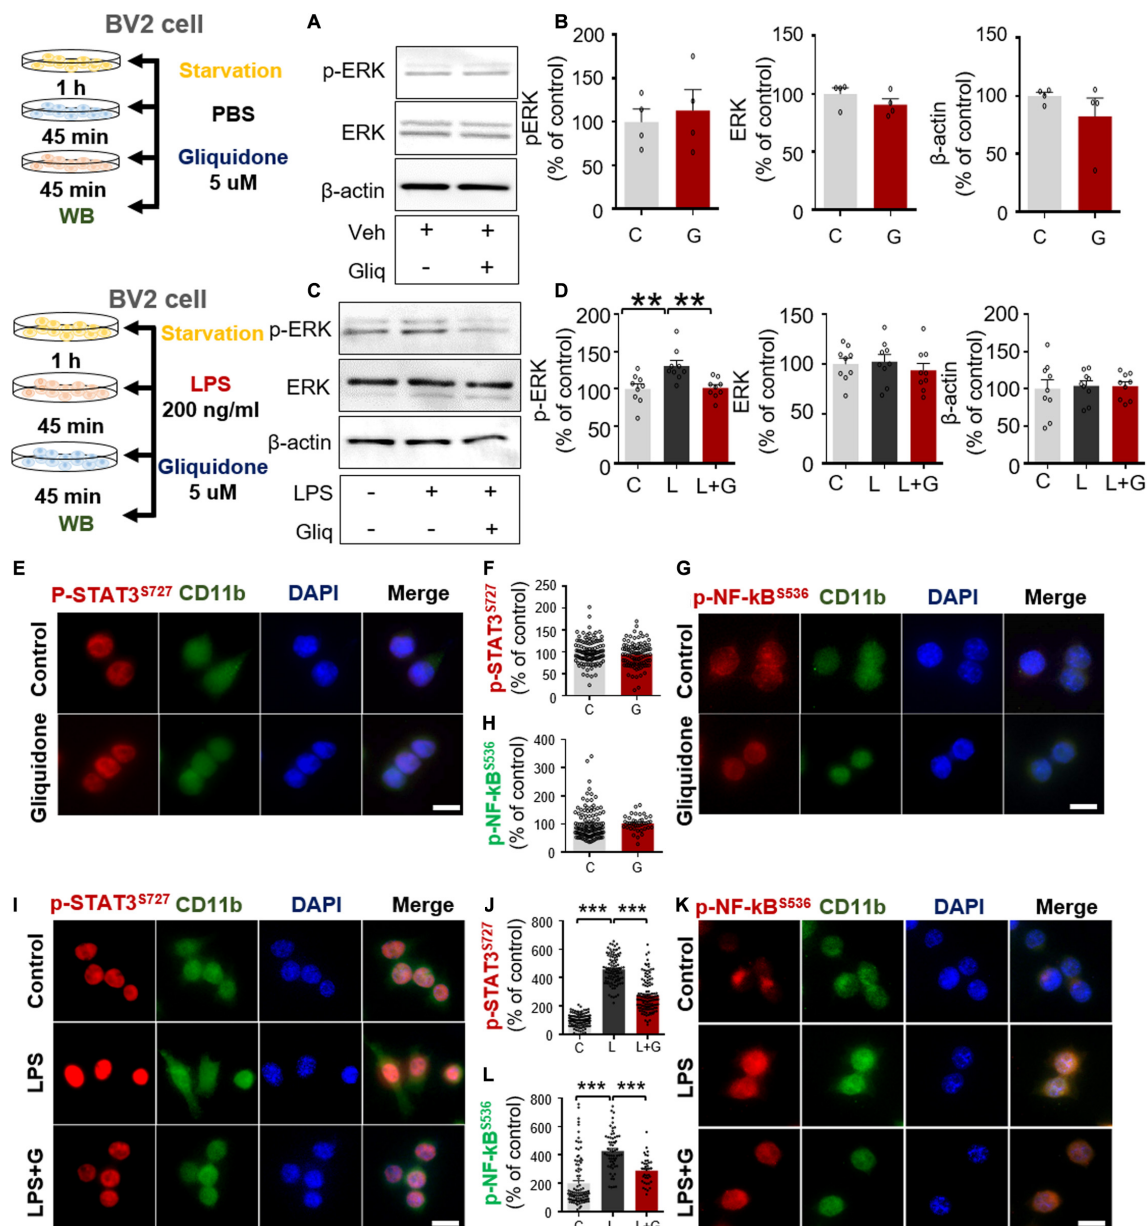 BV2 cell
Starvation
1 h
PBS
45 min
Gliquidone
5 uM
45 min
WB
A
p-ERK
ERK
β-actin
Veh + +
Gliq - +
B
pERK
(% of control)
200
150
100
50
0
C G
ERK
(% of control)
150
100
50
0
C G
β-actin
(% of control)
150
100
50
0
C G
BV2 cell
Starvation
1 h
LPS
200 ng/ml
45 min
Gliquidone
5 uM
45 min
WB
C
p-ERK
ERK
β-actin
LPS - + +
Gliq - - +
D
** **
p-ERK
(% of control)
200
150
100
50
0
C L L+G
ERK
(% of control)
150
100
50
0
C L L+G
β-actin
(% of control)
200
150
100
50
0
C L L+G
E
P-STAT3S727 CD11b DAPI Merge
Control
Gliquidone
F
p-STAT3S727
(% of control)
250
200
150
100
50
0
C G
G
p-NF-kBS536 CD11b DAPI Merge
Control
Gliquidone
H
p-NF-kBS536
(% of control)
400
300
200
100
0
C G
I
p-STAT3S727 CD11b DAPI Merge
Control
LPS
LPS+G
J
*** ***
p-STAT3S727
(% of control)
800
600
400
200
0
C L L+G
K
p-NF-kBS536 CD11b DAPI Merge
Control
LPS
LPS+G
L
*** ***
p-NF-kBS536
(% of control)
800
600
400
200
0
C L L+G